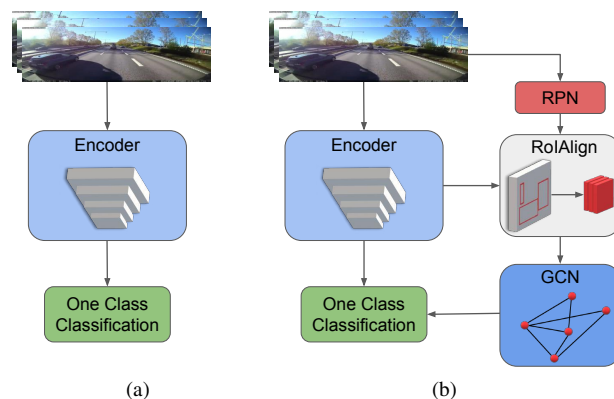 Encoder
One Class
Classification
(a)
RPN
Encoder
RoIAlign
One Class
Classification
GCN
(b)